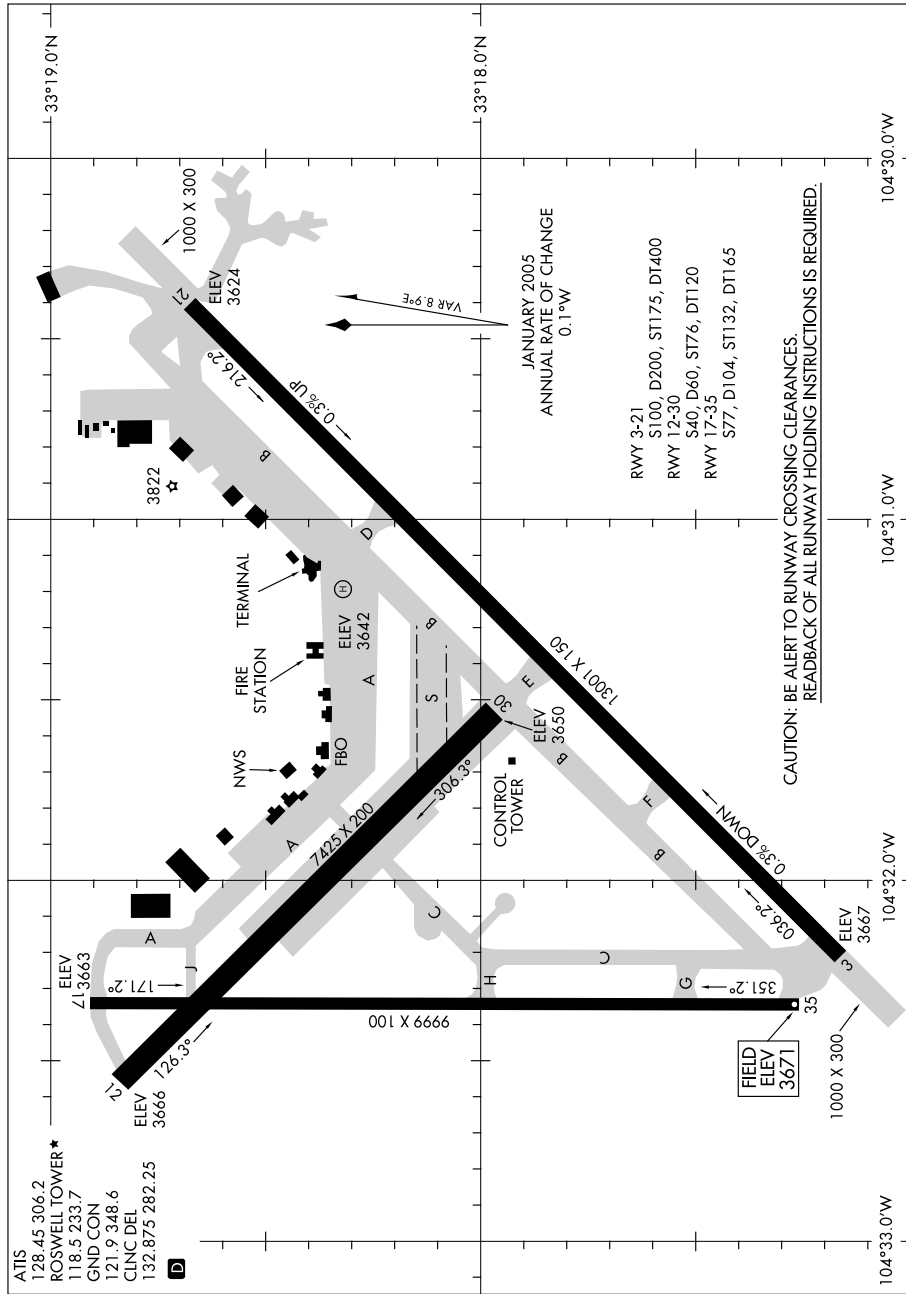 ATIS
128.45 306.2
ROSWELL TOWER★
118.5 233.7
GND CON
121.9 348.6
CLNC DEL
132.875 282.25
D
33°19.0'N
33°18.0'N
104°33.0'W
104°32.0'W
104°31.0'W
104°30.0'W
12
ELEV
3666
126.3°
17
ELEV
3663
171.2°
A
J
A
NWS
FBO
FIRE
STATION
TERMINAL
3822
H
ELEV
3642
A
S
B
B
D
1000 X 300
21
ELEV
3624
216.2°
0.3% UP
VAR 8.9°E
JANUARY 2005
ANNUAL RATE OF CHANGE
0.1°W
7425 X 200
306.3°
30
ELEV
3650
E
B
CONTROL
TOWER
C
H
C
9999 X 100
G
351.2°
35
FIELD
ELEV
3671
F
B
13001 X 150
0.3% DOWN
036.2°
3
ELEV
3667
1000 X 300
RWY 3-21
S100, D200, ST175, DT400
RWY 12-30
S40, D60, ST76, DT120
RWY 17-35
S77, D104, ST132, DT165
CAUTION: BE ALERT TO RUNWAY CROSSING CLEARANCES.
READBACK OF ALL RUNWAY HOLDING INSTRUCTIONS IS REQUIRED.